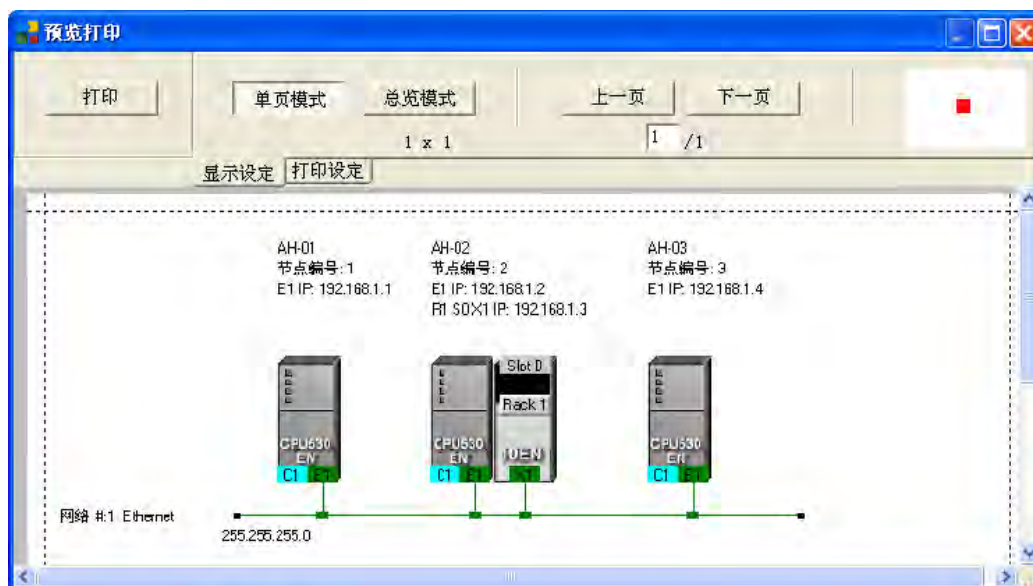 预览打印
打印
单页模式
总览模式
上一页
下一页
1 x 1
1 /1
显示设定
打印设定
AH-01
节点编号: 1
E1 IP: 192.168.1.1
AH-02
节点编号: 2
E1 IP: 192.168.1.2
R1 S0X1 IP: 192.168.1.3
AH-03
节点编号: 3
E1 IP: 192.168.1.4
CPU530
EN
C1 E1
CPU530
EN
C1 E1
Slot 0
Rack 1
10EN
X1
CPU530
EN
C1 E1
网络 #:1 Ethernet
255.255.255.0